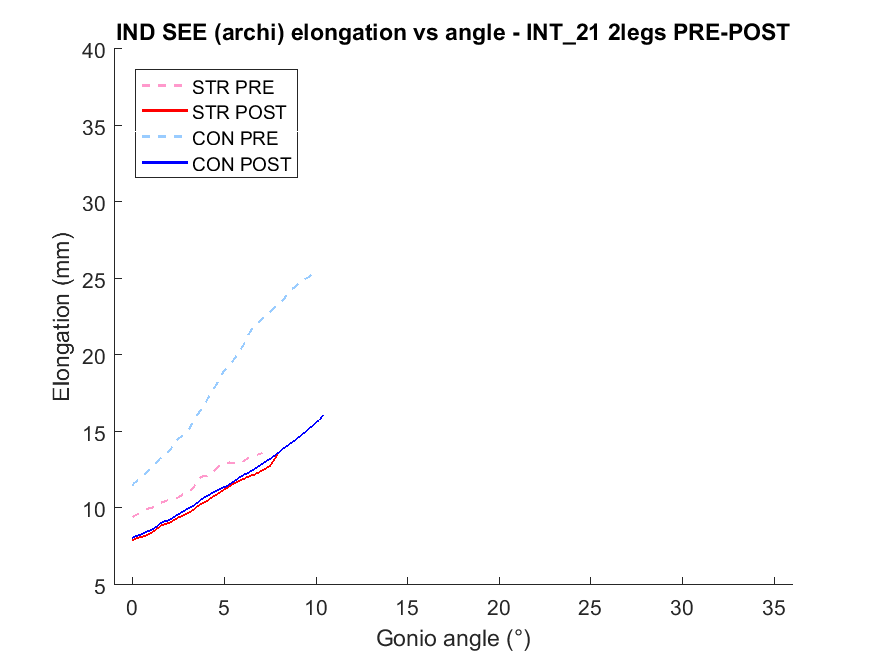 IND SEE (archi) elongation vs angle - INT_21 2legs PRE-POST
40
35
30
25
20
15
10
5
Elongation (mm)
STR PRE
STR POST
CON PRE
CON POST
0
5
10
15
20
25
30
35
Gonio angle (°)